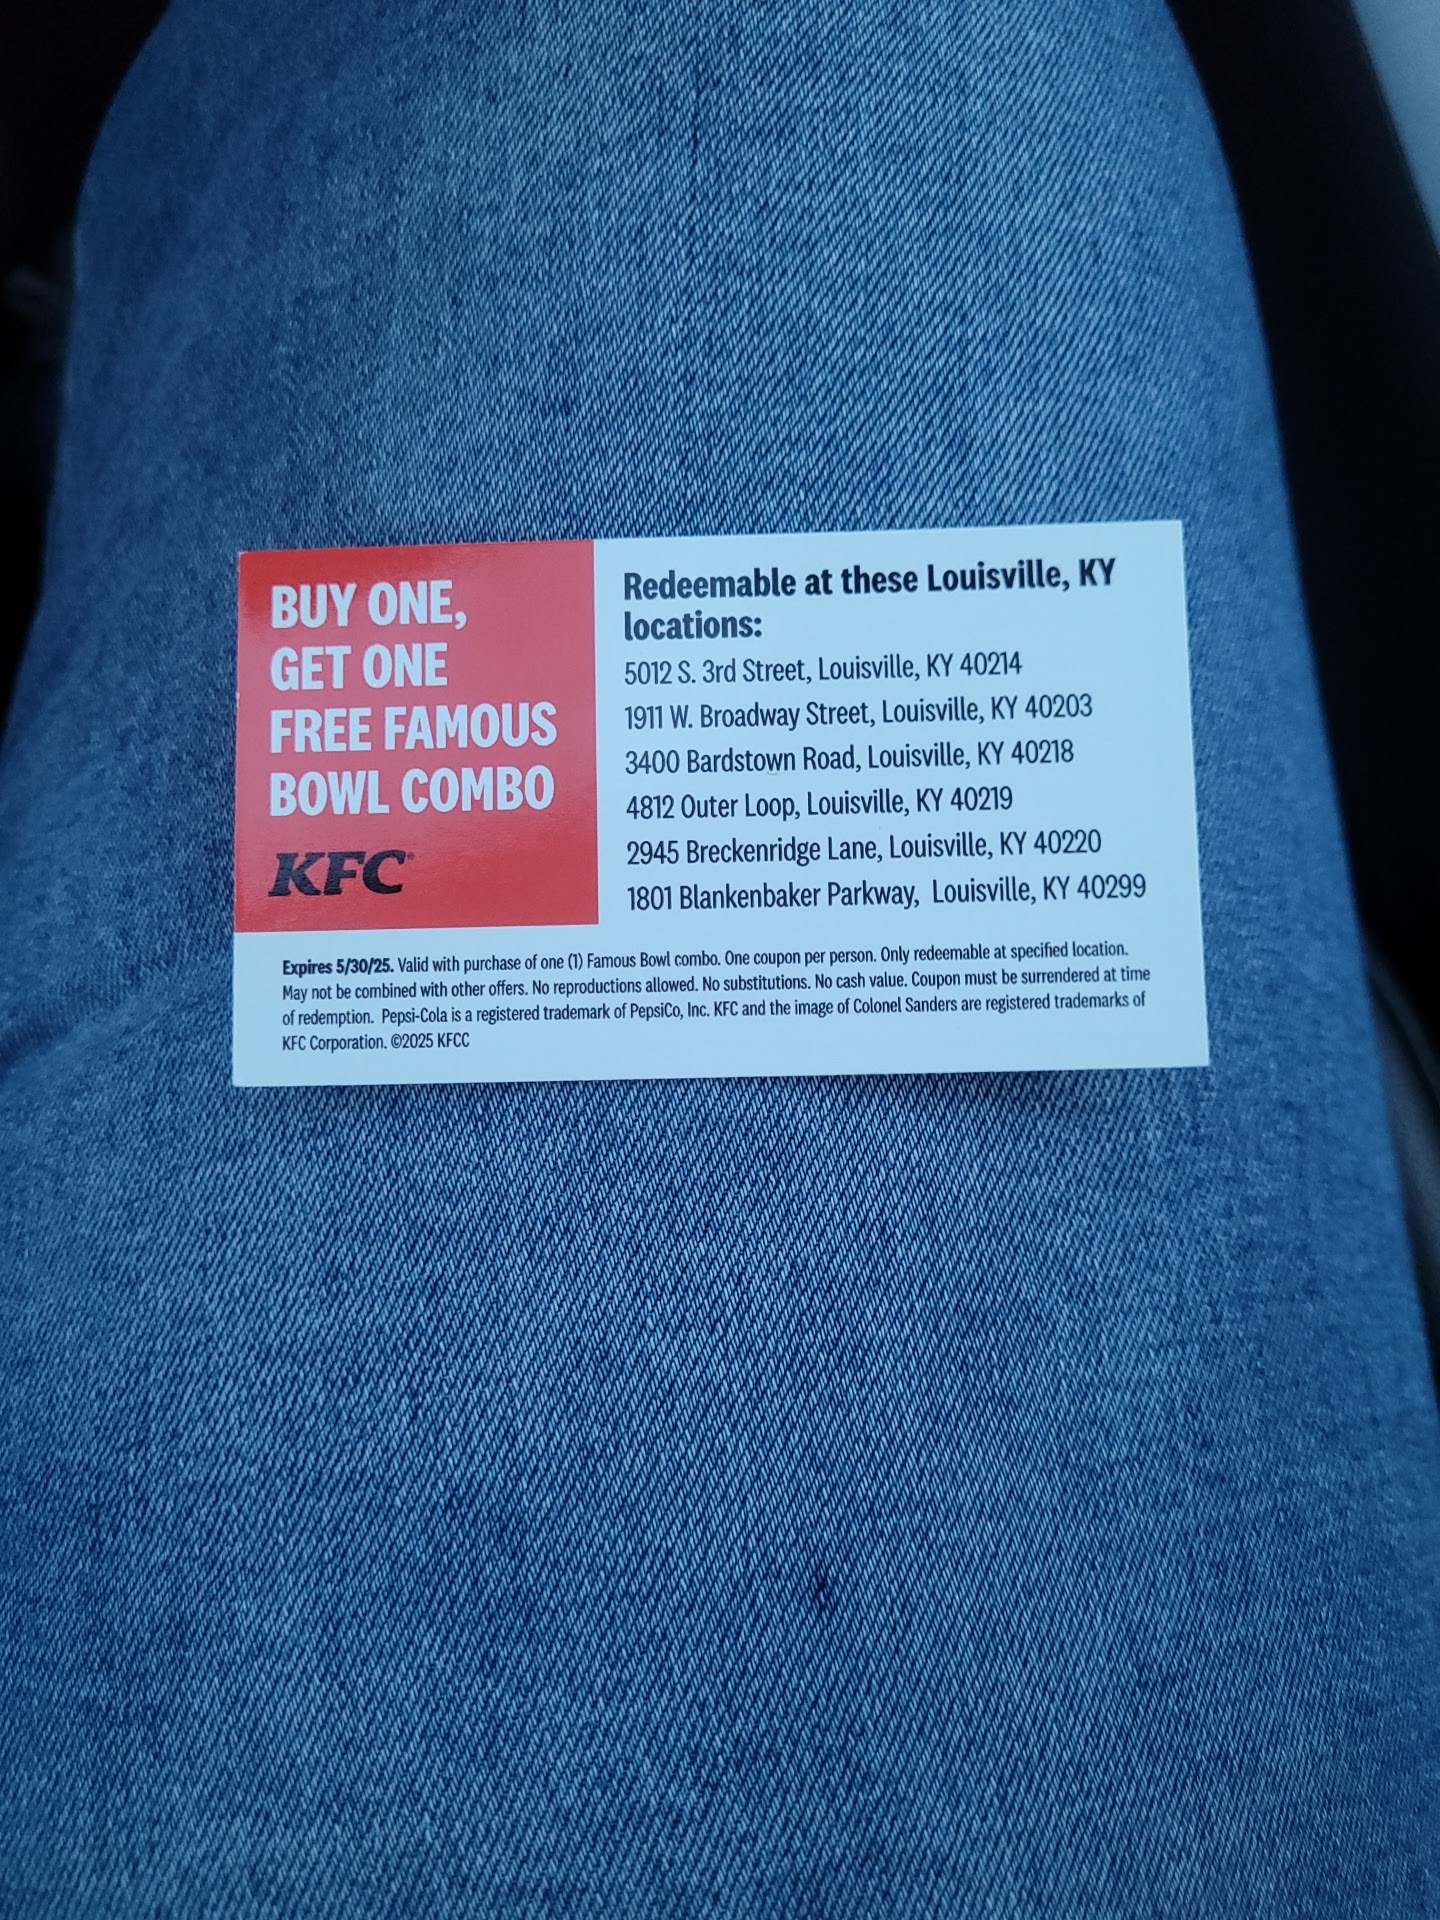 BUY ONE,
GET ONE
FREE FAMOUS
BOWL COMBO
KFC®
Redeemable at these Louisville, KY
locations:
5012 S. 3rd Street, Louisville, KY 40214
1911 W. Broadway Street, Louisville, KY 40203
3400 Bardstown Road, Louisville, KY 40218
4812 Outer Loop, Louisville, KY 40219
2945 Breckenridge Lane, Louisville, KY 40220
1801 Blankenbaker Parkway, Louisville, KY 40299
Expires 5/30/25. Valid with purchase of one (1) Famous Bowl combo. One coupon per person. Only redeemable at specified location.
May not be combined with other offers. No reproductions allowed. No substitutions. No cash value. Coupon must be surrendered at time
of redemption. Pepsi-Cola is a registered trademark of PepsiCo, Inc. KFC and the image of Colonel Sanders are registered trademarks of
KFC Corporation. ©2025 KFCC